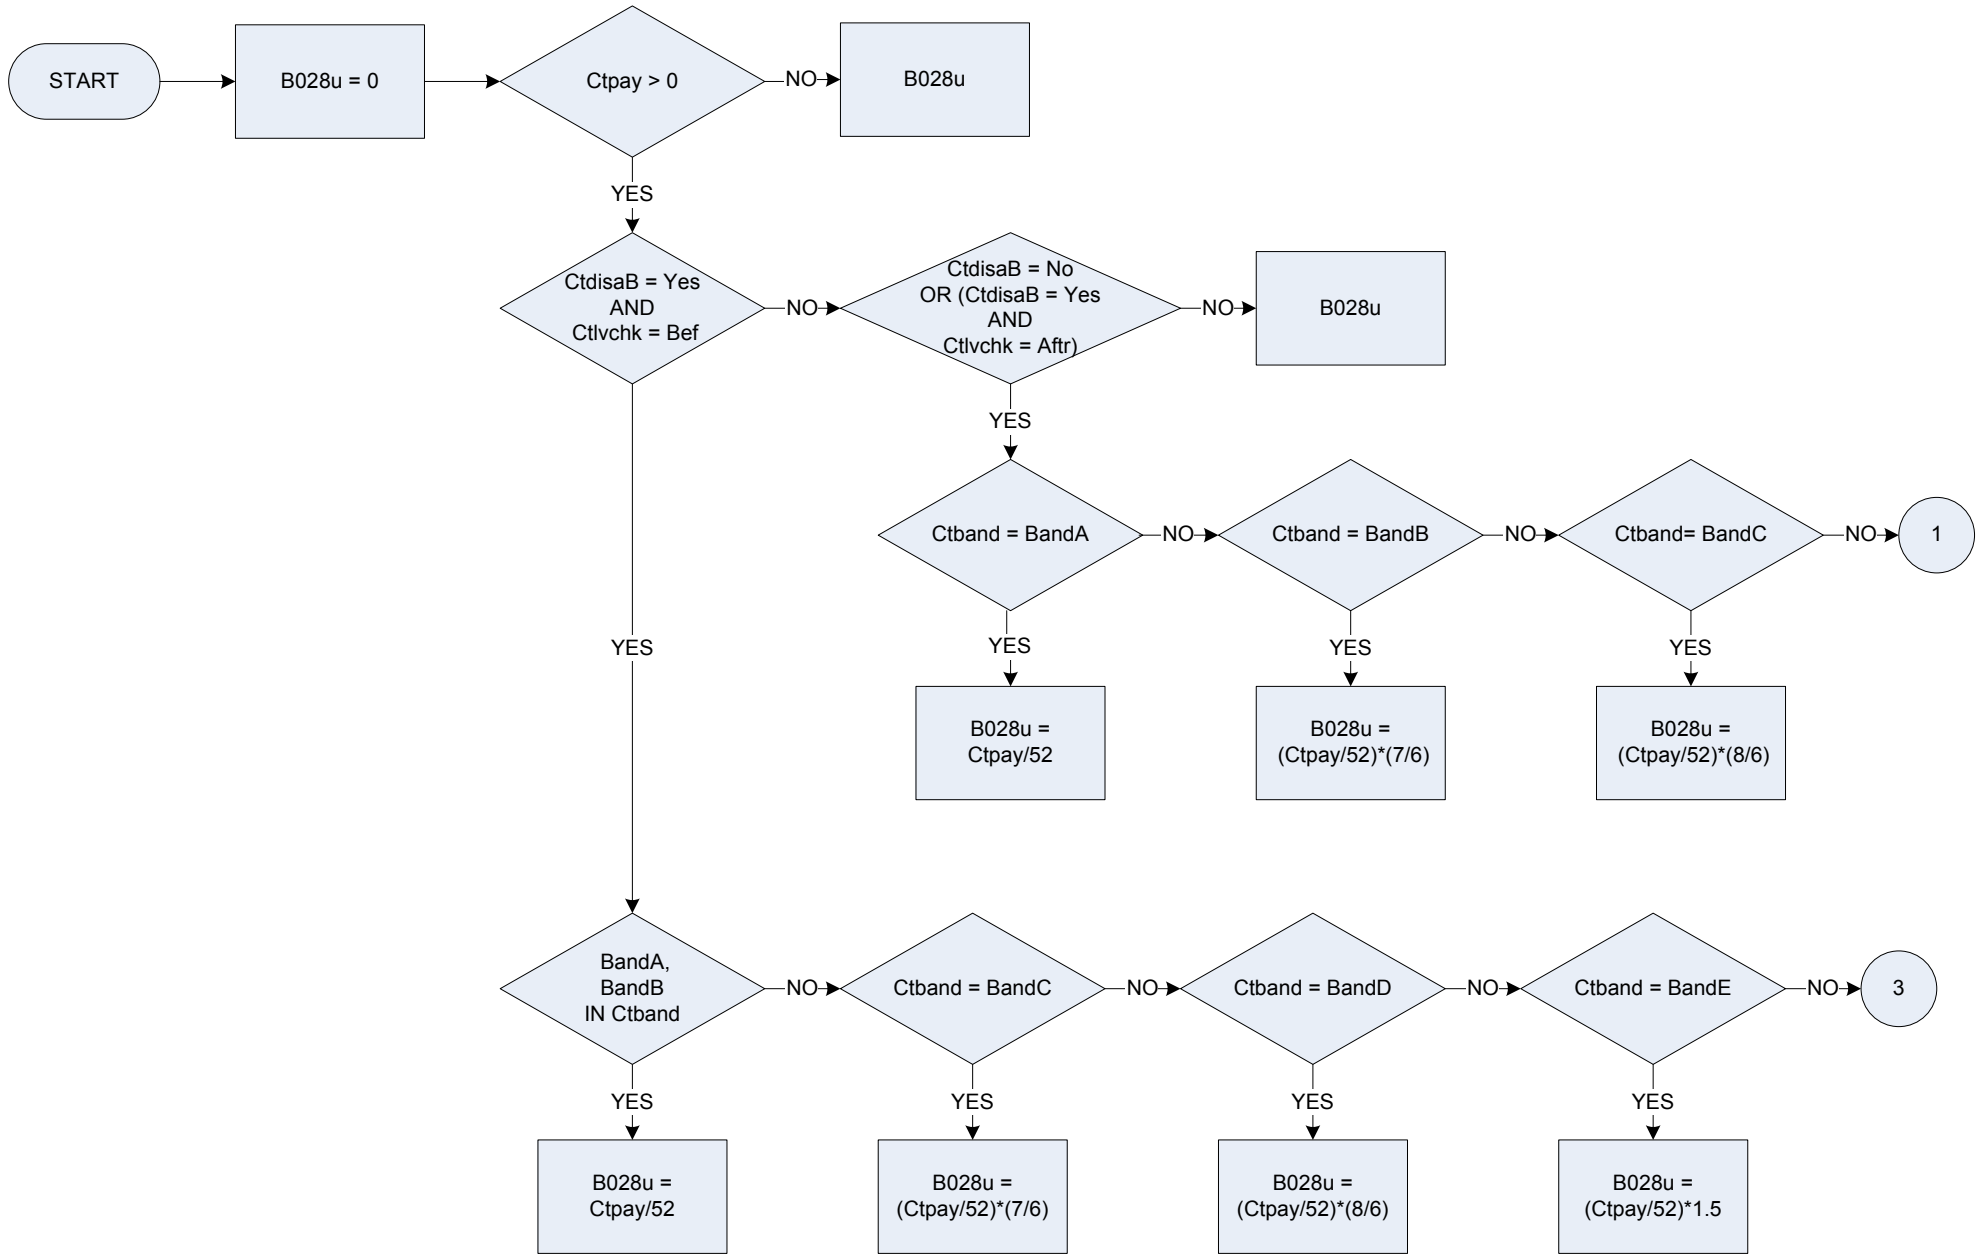 START
B028u = 0
Ctpay > 0
NO
B028u
YES
CtdisaB = Yes
AND
Ctlvchk = Bef
NO
CtdisaB = No
OR (CtdisaB = Yes
AND
Ctlvchk = Aftr)
NO
B028u
YES
Ctband = BandA
NO
Ctband = BandB
NO
Ctband= BandC
NO
1
YES
YES
YES
YES
B028u =
Ctpay/52
B028u =
(Ctpay/52)*(7/6)
B028u =
(Ctpay/52)*(8/6)
BandA,
BandB
IN Ctband
NO
Ctband = BandC
NO
Ctband = BandD
NO
Ctband = BandE
NO
3
YES
YES
YES
YES
B028u =
Ctpay/52
B028u =
(Ctpay/52)*(7/6)
B028u =
(Ctpay/52)*(8/6)
B028u =
(Ctpay/52)*1.5